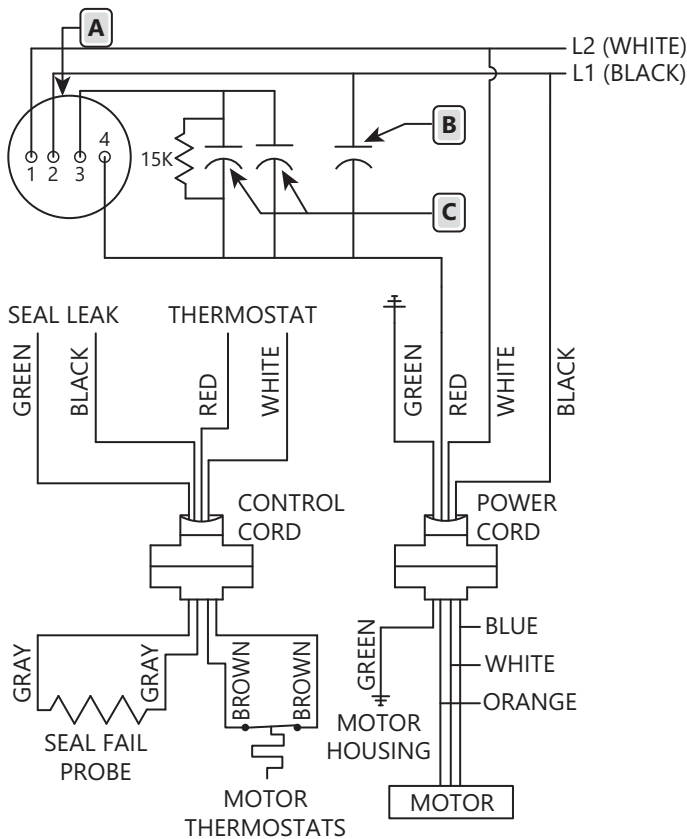 A
L2 (WHITE)
L1 (BLACK)
B
4
15K
1 2 3
C
SEAL LEAK THERMOSTAT
GREEN
BLACK
RED
WHITE
GREEN
RED
WHITE
BLACK
CONTROL
CORD
POWER
CORD
GRAY
GRAY
BROWN
BROWN
GREEN
BLUE
WHITE
ORANGE
SEAL FAIL
PROBE
MOTOR
HOUSING
MOTOR
THERMOSTATS
MOTOR